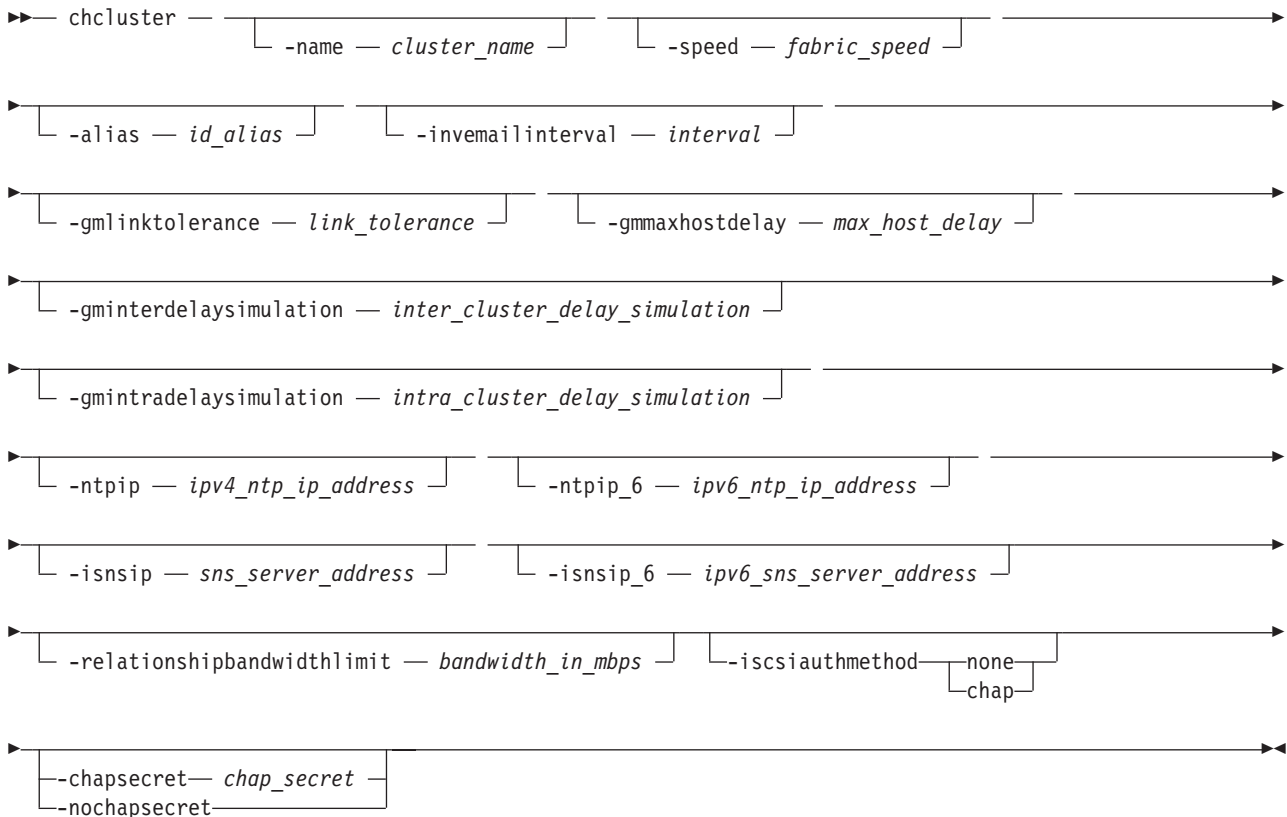 chcluster
-name cluster_name -speed fabric_speed
-alias id_alias -invemailinterval interval
-gmlinktolerance link_tolerance -gmmaxhostdelay max_host_delay
-gminterdelaysimulation inter_cluster_delay_simulation
-gmintradelaysimulation intra_cluster_delay_simulation
-ntpip ipv4_ntp_ip_address -ntpip_6 ipv6_ntp_ip_address
-isnsip sns_server_address -isnsip_6 ipv6_sns_server_address
-relationshipbandwidthlimit bandwidth_in_mbps -iscsiauthmethod none
chap
-chapsecret chap_secret
-nochapsecret